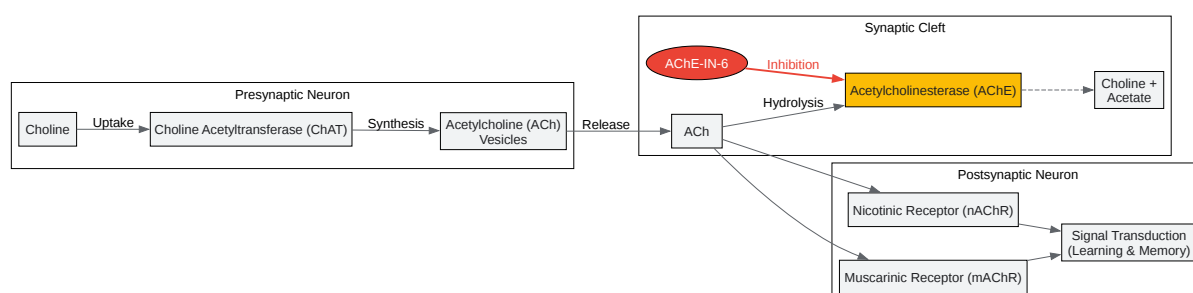 Presynaptic Neuron
Choline
Uptake
Choline Acetyltransferase (ChAT)
Synthesis
Acetylcholine (ACh)
Vesicles
Release
Synaptic Cleft
AChE-IN-6
Inhibition
Acetylcholinesterase (AChE)
Choline +
Acetate
Hydrolysis
ACh
Postsynaptic Neuron
Nicotinic Receptor (nAChR)
Signal Transduction
(Learning & Memory)
Muscarinic Receptor (mAChR)